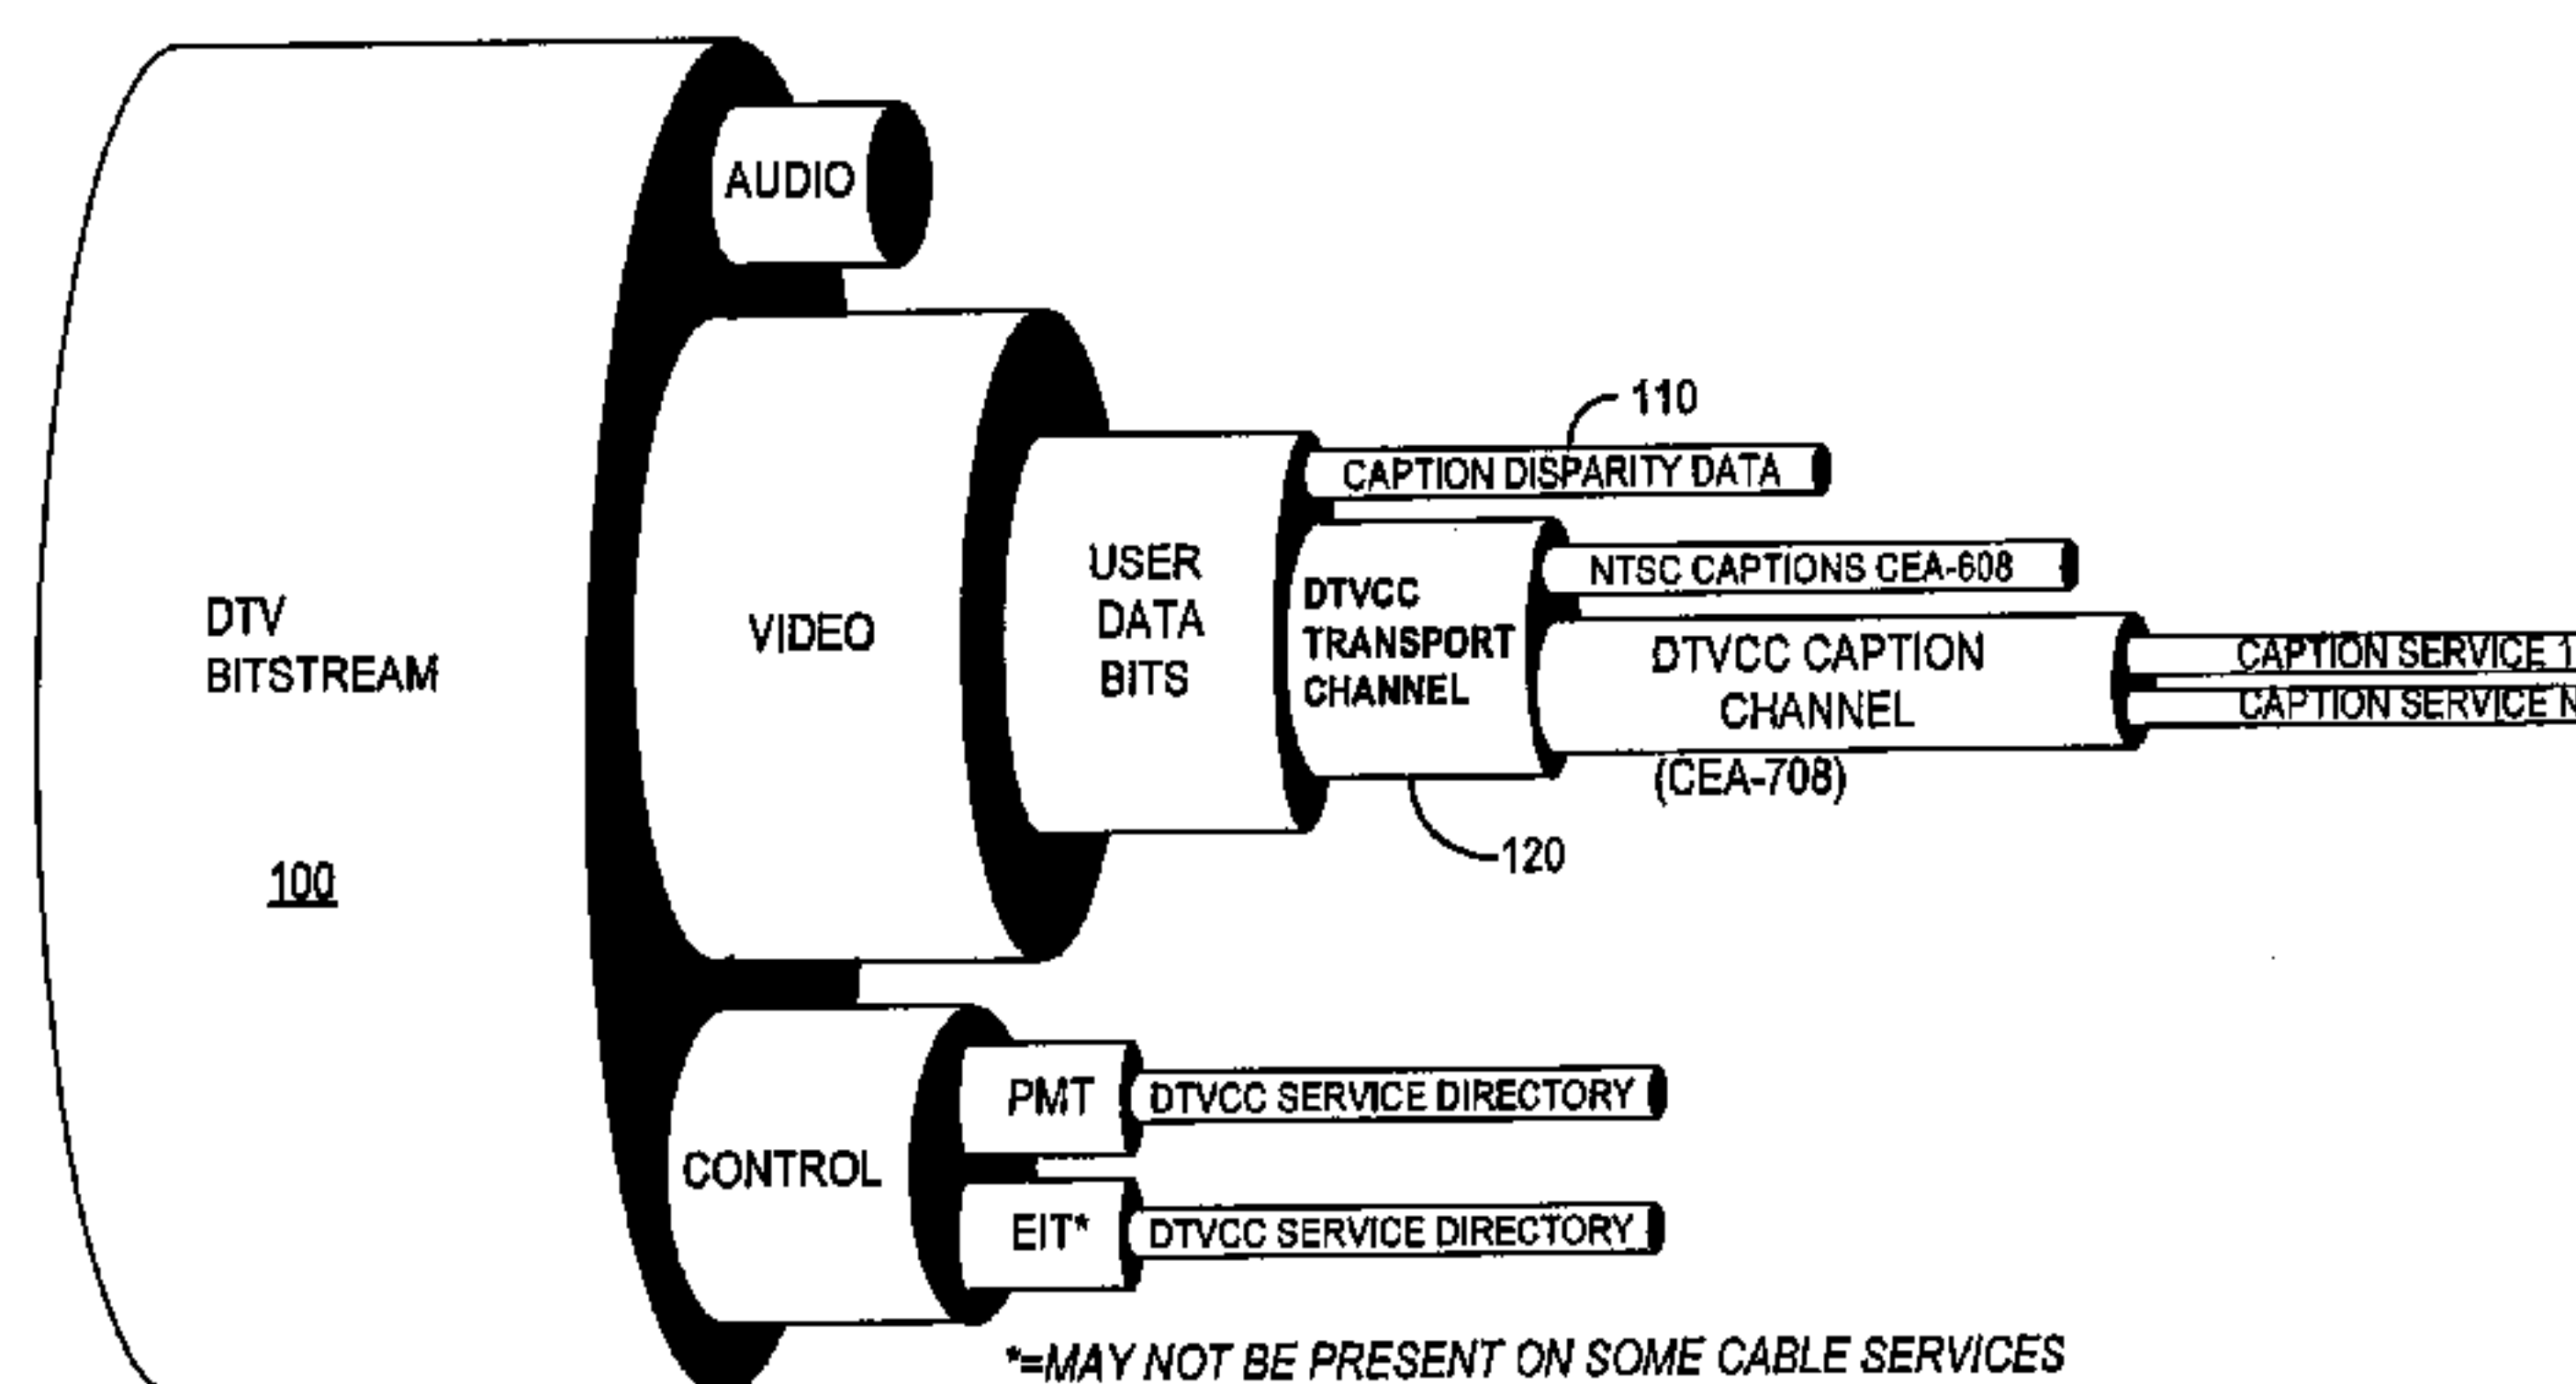 AUDIO
110
CAPTION DISPARITY DATA
NTSC CAPTIONS CEA-608
USER
DATA
BITS
DTVCC
TRANSPORT
CHANNEL
DTV
BITSTREAM
VIDEO
DTVCC CAPTION
CHANNEL
(CEA-708)
CAPTION SERVICE 1
CAPTION SERVICE N
120
100
PMT
DTVCC SERVICE DIRECTORY
CONTROL
EIT*
DTVCC SERVICE DIRECTORY
*=MAY NOT BE PRESENT ON SOME CABLE SERVICES